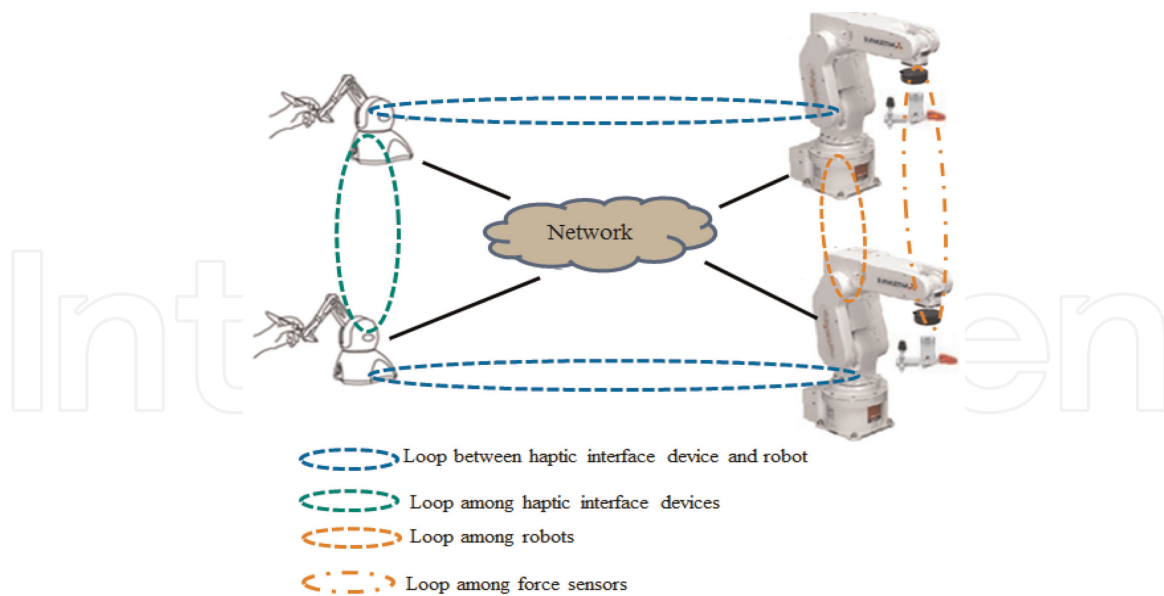 Network
Loop between haptic interface device and robot
Loop among haptic interface devices
Loop among robots
Loop among force sensors